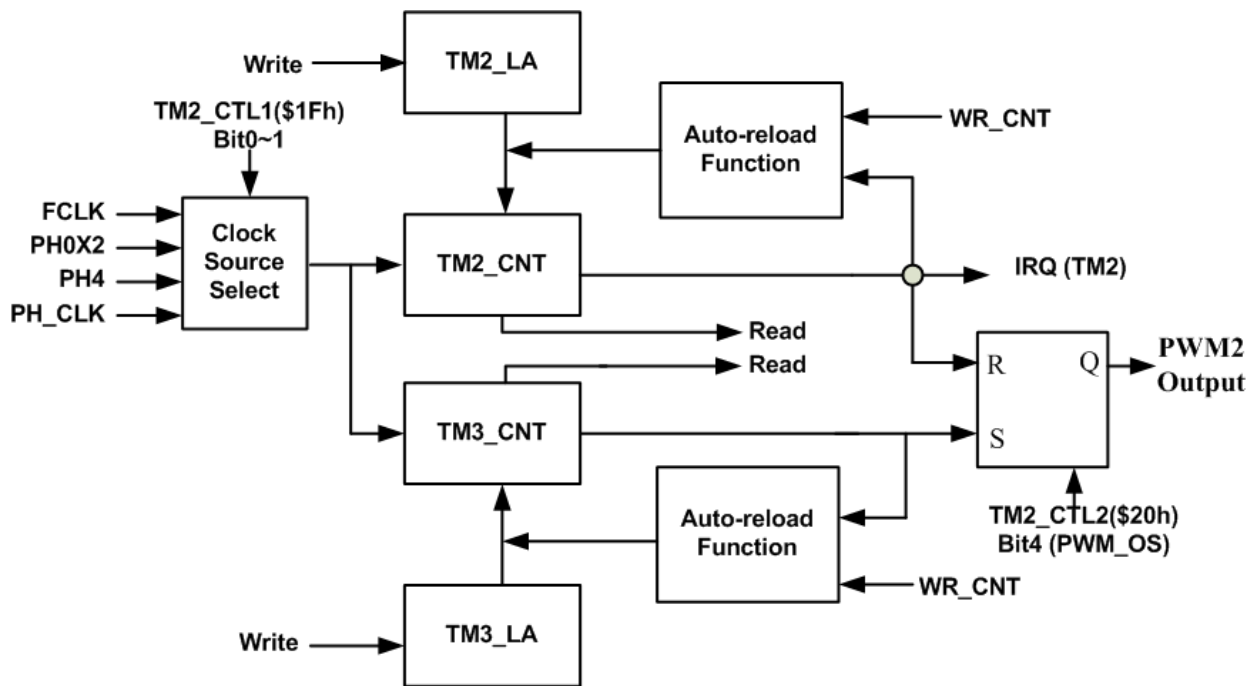 Write
TM2_LA
TM2_CTL1($1Fh)
Bit0~1
Auto-reload
Function
WR_CNT
FCLK
PH0X2
PH4
PH_CLK
Clock
Source
Select
TM2_CNT
IRQ (TM2)
Read
Read
R
Q
S
PWM2
Output
TM3_CNT
Auto-reload
Function
TM2_CTL2($20h)
Bit4 (PWM_OS)
WR_CNT
Write
TM3_LA